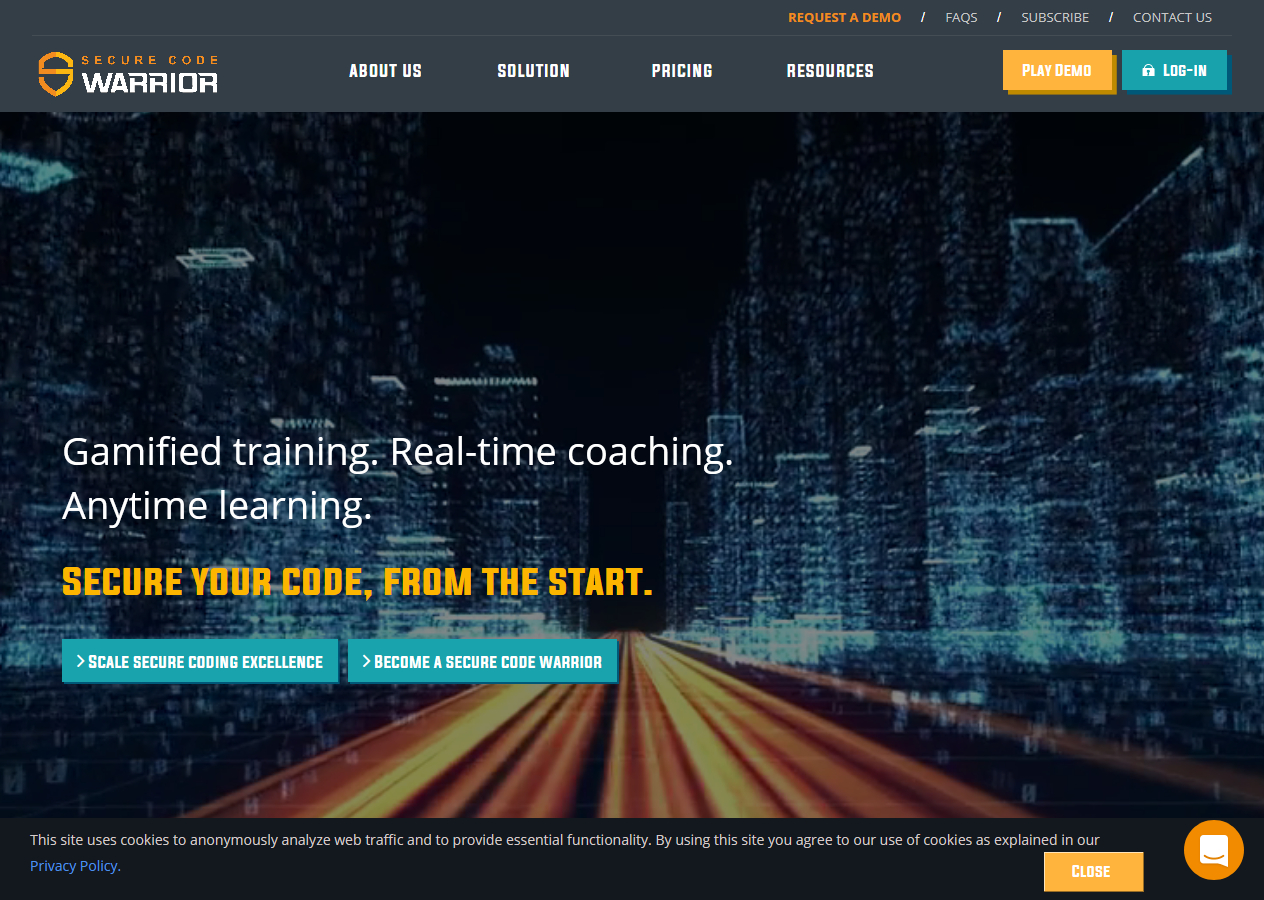 REQUEST A DEMO / FAQS / SUBSCRIBE / CONTACT US
SECURE CODE
WARRIOR
ABOUT US
SOLUTION
PRICING
RESOURCES
PLAY DEMO
LOG-IN
Gamified training. Real-time coaching.
Anytime learning.
SECURE YOUR CODE, FROM THE START.
SCALE SECURE CODING EXCELLENCE
BECOME A SECURE CODE WARRIOR
This site uses cookies to anonymously analyze web traffic and to provide essential functionality. By using this site you agree to our use of cookies as explained in our
Privacy Policy.
CLOSE